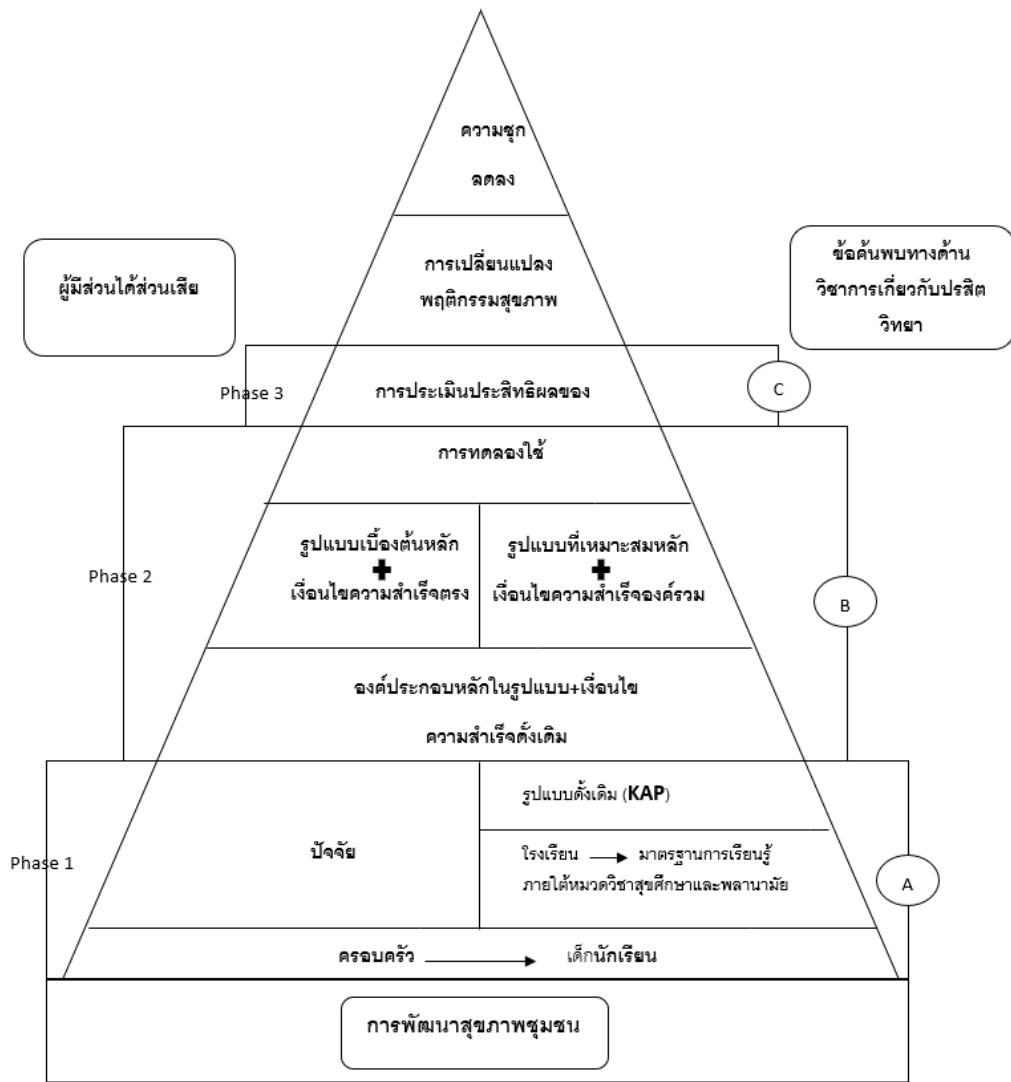 ความชุก
ลดลง
การเปลี่ยนแปลง
พฤติกรรมสุขภาพ
ผู้มีส่วนได้ส่วนเสีย
ข้อค้นพบทางด้าน
วิชาการเกี่ยวกับปรสิต
วิทยา
Phase 3
การประเมินประสิทธิผลของ
C
การทดลองใช้
Phase 2
รูปแบบเบื้องต้นหลัก
+
เงื่อนไขความสำเร็จตรง
รูปแบบที่เหมาะสมหลัก
+
เงื่อนไขความสำเร็จองค์รวม
B
องค์ประกอบหลักในรูปแบบ+เงื่อนไข
ความสำเร็จดั้งเดิม
Phase 1
ปัจจัย
รูปแบบดั้งเดิม (KAP)
โรงเรียน → มาตรฐานการเรียนรู้
ภายใต้หมวดวิชาสุขศึกษาและพลานามัย
A
ครอบครัว → เด็กนักเรียน
การพัฒนาสุขภาพชุมชน